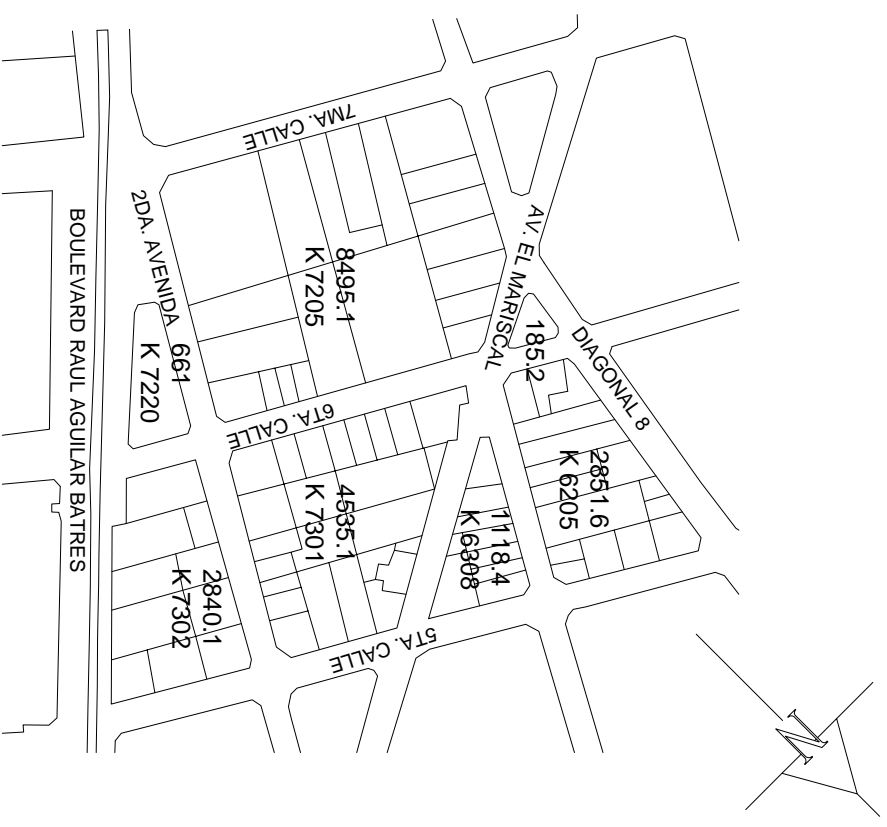 7MA. CALLE
2DA. AVENIDA
BOULEVARD RAUL AGUILAR BATRES
8495.1
K 7205
AV. EL MARISCAL
185.2
DIAGONAL 8
661
K 7220
6TA. CALLE
4535.1
K 7301
2851.6
K 6205
1118.4
K 6308
2840.1
K 7302
5TA. CALLE
N